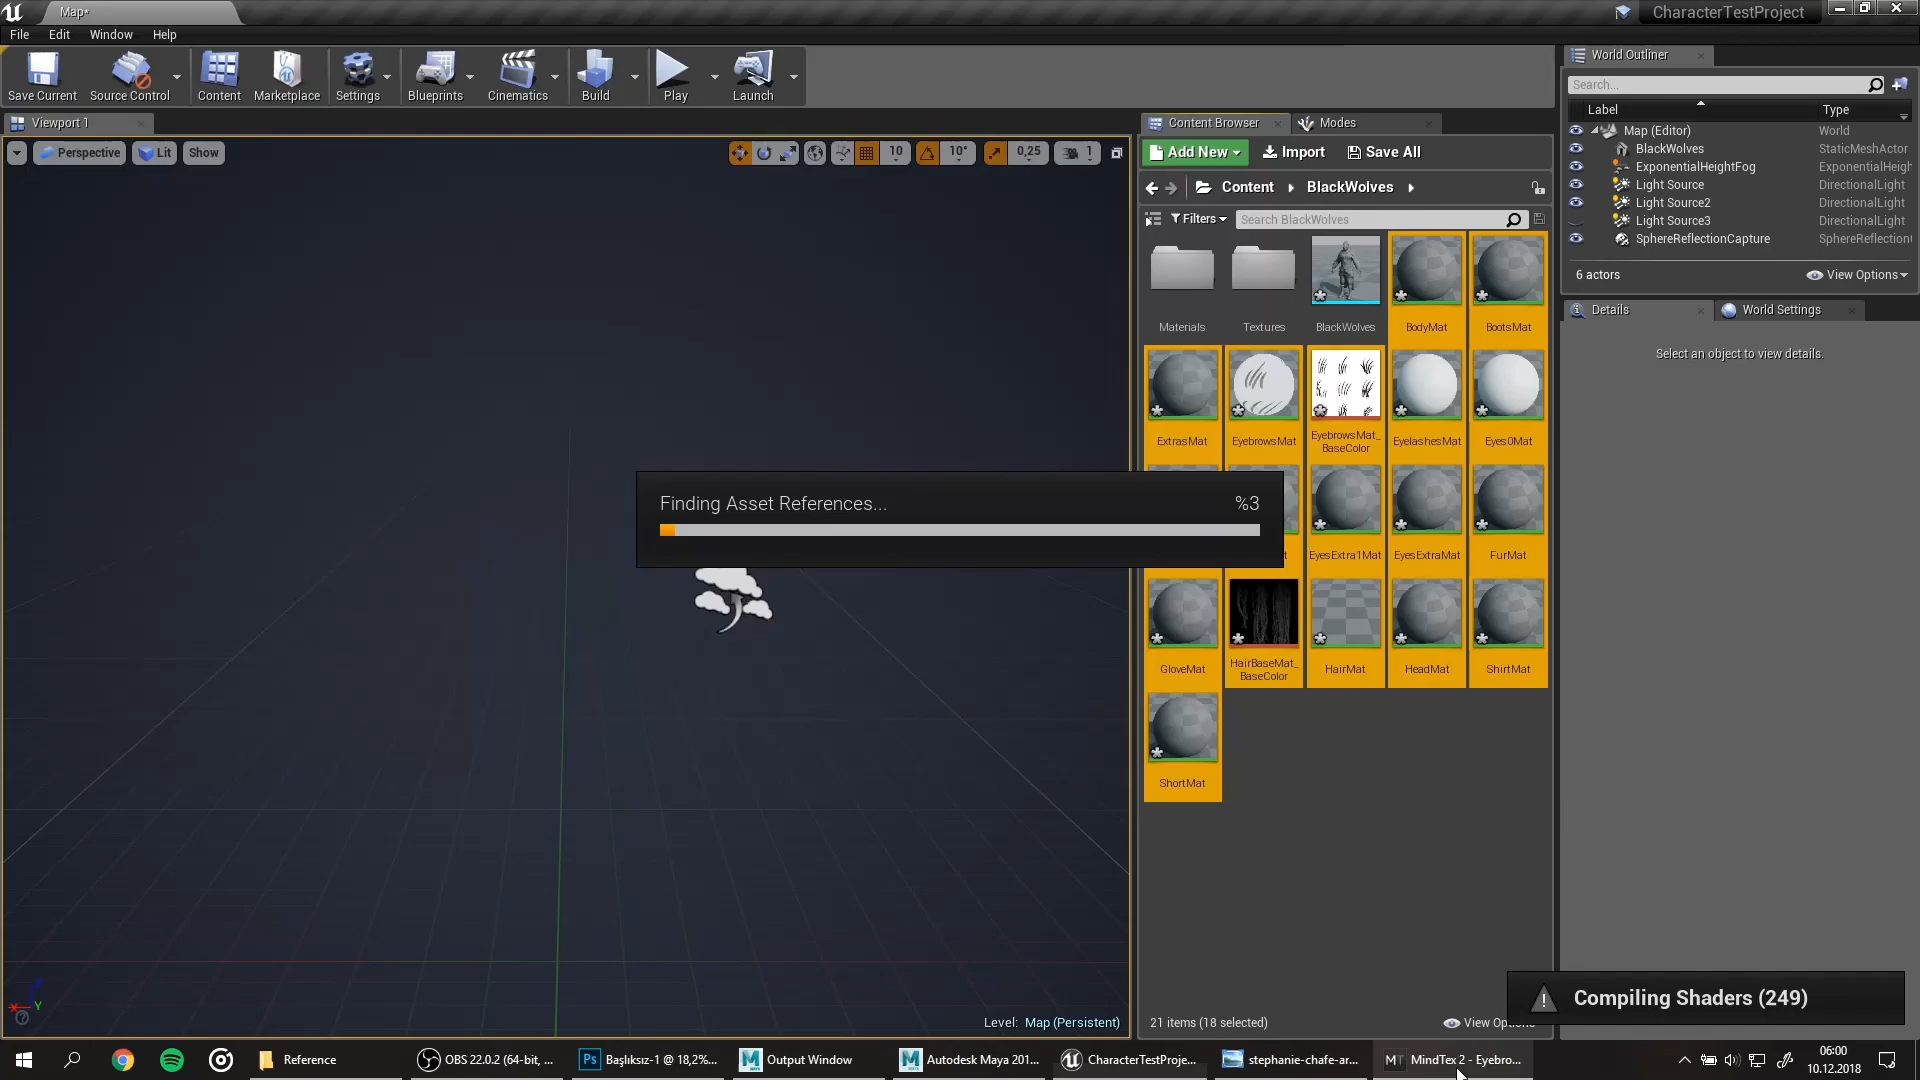 Map*
CharacterTestProject
File Edit Window Help
Save Current
Source Control
Content
Marketplace
Settings
Blueprints
Cinematics
Build
Play
Launch
Viewport 1
Perspective Lit Show
10 10° 0,25 1
Content Browser
Modes
Add New Import Save All
Content BlackWolves
Filters Search BlackWolves
Materials Textures BlackWolves BodyMat BootsMat
ExtrasMat EyebrowsMat EyebrowsMat_ EyelashesMat Eyes0Mat
BaseColor
EyesExtra1Mat EyesExtraMat FurMat
GloveMat HairBaseMat_ HairMat HeadMat ShirtMat
BaseColor
ShortMat
21 items (18 selected)
Finding Asset References... %3
Level: Map (Persistent)
World Outliner
Search...
Label Type
Map (Editor) World
BlackWolves StaticMeshActor
ExponentialHeightFog ExponentialHeigh
Light Source DirectionalLight
Light Source2 DirectionalLight
Light Source3 DirectionalLight
SphereReflectionCapture SphereReflection
6 actors View Options
Details World Settings
Select an object to view details.
Compiling Shaders (249)
Reference
OBS 22.0.2 (64-bit, ...
Ps Başlıksız-1 @ 18,2%...
Output Window
Autodesk Maya 201...
CharacterTestProje...
stephanie-chafe-ar...
MT MindTex 2 - Eyebro...
06:00
10.12.2018